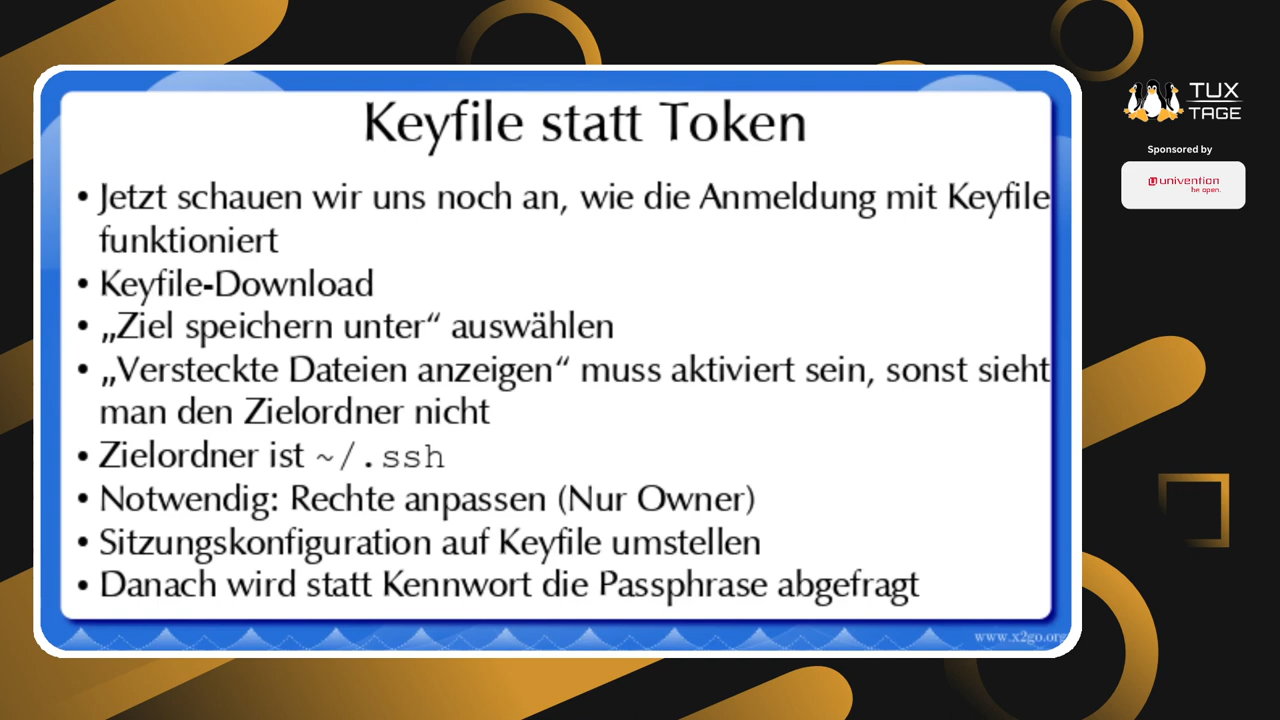 Keyfile statt Token
• Jetzt schauen wir uns noch an, wie die Anmeldung mit Keyfile
funktioniert
• Keyfile-Download
• „Ziel speichern unter“ auswählen
• „Versteckte Dateien anzeigen“ muss aktiviert sein, sonst sieht
man den Zielordner nicht
• Zielordner ist ~/.ssh
• Notwendig: Rechte anpassen (Nur Owner)
• Sitzungskonfiguration auf Keyfile umstellen
• Danach wird statt Kennwort die Passphrase abgefragt
www.x2go.org
TUX
TAGE
Sponsored by
univention
be open.